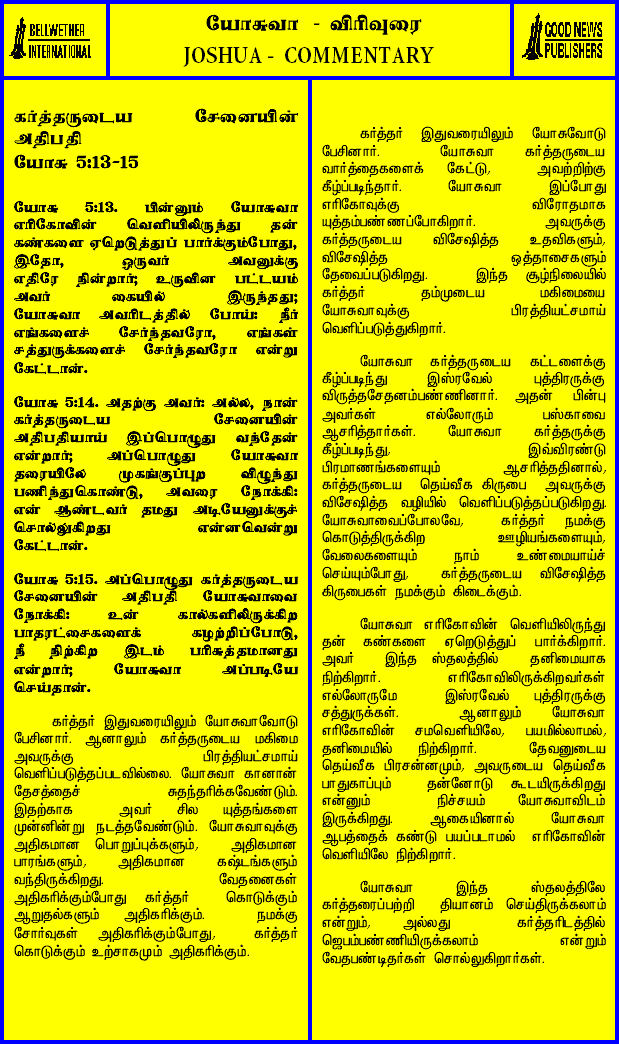 BELLWETHER
INTERNATIONAL
யோசுவா - விரிவுரை
JOSHUA - COMMENTARY
GOOD NEWS
PUBLISHERS
கர்த்தருடைய சேனையின்
அதிபதி
யோசு 5:13-15
யோசு 5:13. பின்னும் யோசுவா
எரிகோவின் வெளியிலிருந்து தன்
கண்களை ஏறெடுத்துப் பார்க்கும்போது,
இதோ, ஒருவர் அவனுக்கு
எதிரே நின்றார்; உருவின பட்டயம்
அவர் கையில் இருந்தது;
யோசுவா அவரிடத்தில் போய்: நீர்
எங்களைச் சேர்ந்தவரோ, எங்கள்
சத்துருக்களைச் சேர்ந்தவரோ என்று
கேட்டான்.
யோசு 5:14. அதற்கு அவர்: அல்ல, நான்
கர்த்தருடைய சேனையின்
அதிபதியாய் இப்பொழுது வந்தேன்
என்றார்; அப்பொழுது யோசுவா
தரையிலே முகங்குப்புற விழுந்து
பணிந்துகொண்டு, அவரை நோக்கி:
என் ஆண்டவர் தமது அடியேனுக்குச்
சொல்லுகிறது என்னவென்று
கேட்டான்.
யோசு 5:15. அப்பொழுது கர்த்தருடைய
சேனையின் அதிபதி யோசுவாவை
நோக்கி: உன் கால்களிலிருக்கிற
பாதரட்சைகளைக் கழற்றிப்போடு,
நீ நிற்கிற இடம் பரிசுத்தமானது
என்றார்; யோசுவா அப்படியே
செய்தான்.
கர்த்தர் இதுவரையிலும் யோசுவாவோடு
பேசினார். ஆனாலும் கர்த்தருடைய மகிமை
அவருக்கு பிரத்தியட்சமாய்
வெளிப்படுத்தப்படவில்லை. யோசுவா கானான்
தேசத்தைச் சுதந்தரிக்கவேண்டும்.
இதற்காக அவர் சில யுத்தங்களை
முன்னின்று நடத்தவேண்டும். யோசுவாவுக்கு
அதிகமான பொறுப்புக்களும், அதிகமான
பாரங்களும், அதிகமான கஷ்டங்களும்
வந்திருக்கிறது. வேதனைகள்
அதிகரிக்கும்போது கர்த்தர் கொடுக்கும்
ஆறுதல்களும் அதிகரிக்கும். நமக்கு
சோர்வுகள் அதிகரிக்கும்போது, கர்த்தர்
கொடுக்கும் உற்சாகமும் அதிகரிக்கும்.
கர்த்தர் இதுவரையிலும் யோசுவோடு
பேசினார். யோசுவா கர்த்தருடைய
வார்த்தைகளைக் கேட்டு, அவற்றிற்கு
கீழ்ப்படிந்தார். யோசுவா இப்போது
எரிகோவுக்கு விரோதமாக
யுத்தம்பண்ணப்போகிறார். அவருக்கு
கர்த்தருடைய விசேஷித்த உதவிகளும்,
விசேஷித்த ஒத்தாசைகளும்
தேவைப்படுகிறது. இந்த சூழ்நிலையில்
கர்த்தர் தம்முடைய மகிமையை
யோசுவாவுக்கு பிரத்தியட்சமாய்
வெளிப்படுத்துகிறார்.
யோசுவா கர்த்தருடைய கட்டளைக்கு
கீழ்ப்படிந்து இஸ்ரவேல் புத்திரருக்கு
விருத்தசேதனம்பண்ணினார். அதன் பின்பு
அவர்கள் எல்லோரும் பஸ்காவை
ஆசரித்தார்கள். யோசுவா கர்த்தருக்கு
கீழ்ப்படிந்து, இவ்விரண்டு
பிரமாணங்களையும் ஆசரித்ததினால்,
கர்த்தருடைய தெய்வீக கிருபை அவருக்கு
விசேஷித்த வழியில் வெளிப்படுத்தப்படுகிறது.
யோசுவாவைப்போலவே, கர்த்தர் நமக்கு
கொடுத்திருக்கிற ஊழியங்களையும்,
வேலைகளையும் நாம் உண்மையாய்ச்
செய்யும்போது, கர்த்தருடைய விசேஷித்த
கிருபைகள் நமக்கும் கிடைக்கும்.
யோசுவா எரிகோவின் வெளியிலிருந்து
தன் கண்களை ஏறெடுத்துப் பார்க்கிறார்.
அவர் இந்த ஸ்தலத்தில் தனிமையாக
நிற்கிறார். எரிகோவிலிருக்கிறவர்கள்
எல்லோருமே இஸ்ரவேல் புத்திரருக்கு
சத்துருக்கள். ஆனாலும் யோசுவா
எரிகோவின் சமவெளியிலே, பயமில்லாமல்,
தனிமையில் நிற்கிறார். தேவனுடைய
தெய்வீக பிரசன்னமும், அவருடைய தெய்வீக
பாதுகாப்பும் தன்னோடு கூடயிருக்கிறது
என்னும் நிச்சயம் யோசுவாவிடம்
இருக்கிறது. ஆகையினால் யோசுவா
ஆபத்தைக் கண்டு பயப்படாமல் எரிகோவின்
வெளியிலே நிற்கிறார்.
யோசுவா இந்த ஸ்தலத்திலே
கர்த்தரைப்பற்றி தியானம் செய்திருக்கலாம்
என்றும், அல்லது கர்த்தரிடத்தில்
ஜெபம்பண்ணியிருக்கலாம் என்றும்
வேதபண்டிதர்கள் சொல்லுகிறார்கள்.